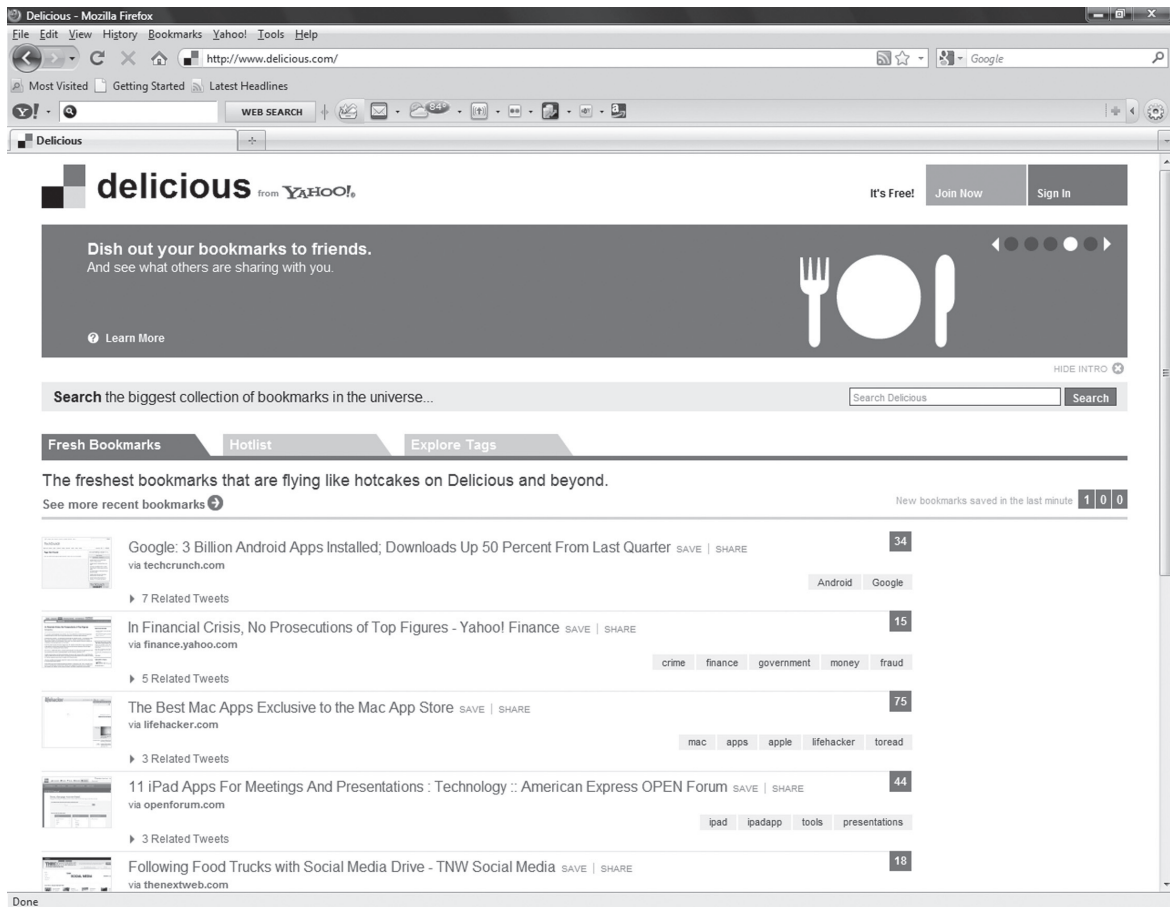 Delicious - Mozilla Firefox
File Edit View History Bookmarks Yahoo! Tools Help
http://www.delicious.com/
Google
Most Visited Getting Started Latest Headlines
Y! WEB SEARCH 84°
Delicious
delicious from YAHOO!
It's Free! Join Now Sign In
Dish out your bookmarks to friends.
And see what others are sharing with you.
Learn More
HIDE INTRO
Search the biggest collection of bookmarks in the universe...
Search Delicious Search
Fresh Bookmarks Hotlist Explore Tags
The freshest bookmarks that are flying like hotcakes on Delicious and beyond.
See more recent bookmarks
New bookmarks saved in the last minute 1 0 0
Google: 3 Billion Android Apps Installed; Downloads Up 50 Percent From Last Quarter SAVE | SHARE 34
via techcrunch.com
Android Google
7 Related Tweets
In Financial Crisis, No Prosecutions of Top Figures - Yahoo! Finance SAVE | SHARE 15
via finance.yahoo.com
crime finance government money fraud
5 Related Tweets
The Best Mac Apps Exclusive to the Mac App Store SAVE | SHARE 75
via lifehacker.com
mac apps apple lifehacker toread
3 Related Tweets
11 iPad Apps For Meetings And Presentations : Technology :: American Express OPEN Forum SAVE | SHARE 44
via openforum.com
ipad ipadapp tools presentations
3 Related Tweets
Following Food Trucks with Social Media Drive - TNW Social Media SAVE | SHARE 18
via thenextweb.com
Done